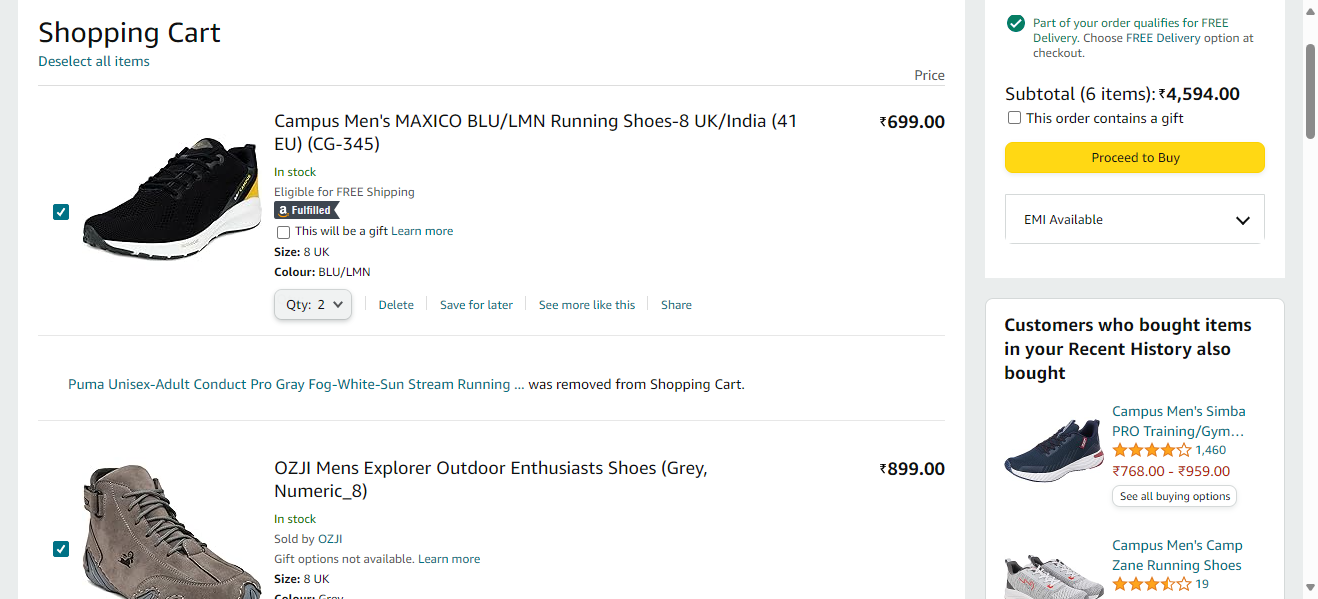 Shopping Cart
Deselect all items
Price
Campus Men's MAXICO BLU/LMN Running Shoes-8 UK/India (41
EU) (CG-345)
₹699.00
In stock
Eligible for FREE Shipping
a Fulfilled
This will be a gift Learn more
Size: 8 UK
Colour: BLU/LMN
Qty: 2
Delete
Save for later
See more like this
Share
Puma Unisex-Adult Conduct Pro Gray Fog-White-Sun Stream Running ... was removed from Shopping Cart.
OZJI Mens Explorer Outdoor Enthusiasts Shoes (Grey,
Numeric_8)
₹899.00
In stock
Sold by OZJI
Gift options not available. Learn more
Size: 8 UK
Colour: Grey
Part of your order qualifies for FREE
Delivery. Choose FREE Delivery option at
checkout.
Subtotal (6 items): ₹4,594.00
This order contains a gift
Proceed to Buy
EMI Available
Customers who bought items
in your Recent History also
bought
Campus Men's Simba
PRO Training/Gym...
1,460
₹768.00 - ₹959.00
See all buying options
Campus Men's Camp
Zane Running Shoes
19